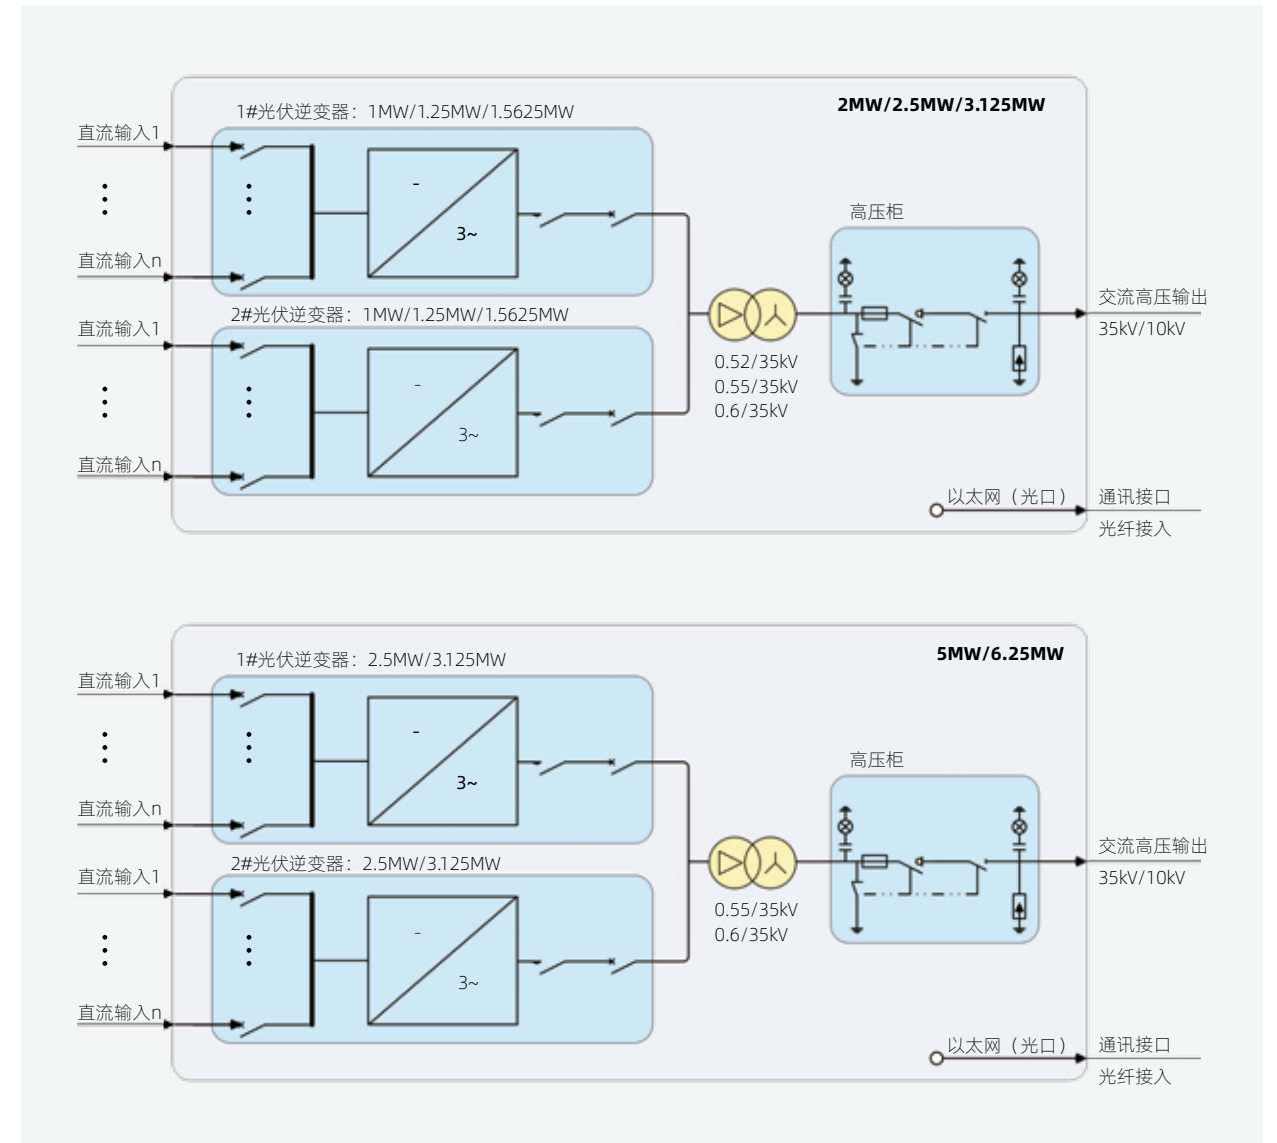 1#光伏逆变器：1MW/1.25MW/1.5625MW
2MW/2.5MW/3.125MW
直流输入1
-
3~
直流输入n
高压柜
2#光伏逆变器：1MW/1.25MW/1.5625MW
直流输入1
-
3~
直流输入n
0.52/35kV
0.55/35kV
0.6/35kV
交流高压输出
35kV/10kV
以太网（光口）
通讯接口
光纤接入
1#光伏逆变器：2.5MW/3.125MW
5MW/6.25MW
直流输入1
-
3~
直流输入n
高压柜
2#光伏逆变器：2.5MW/3.125MW
直流输入1
-
3~
直流输入n
0.55/35kV
0.6/35kV
交流高压输出
35kV/10kV
以太网（光口）
通讯接口
光纤接入